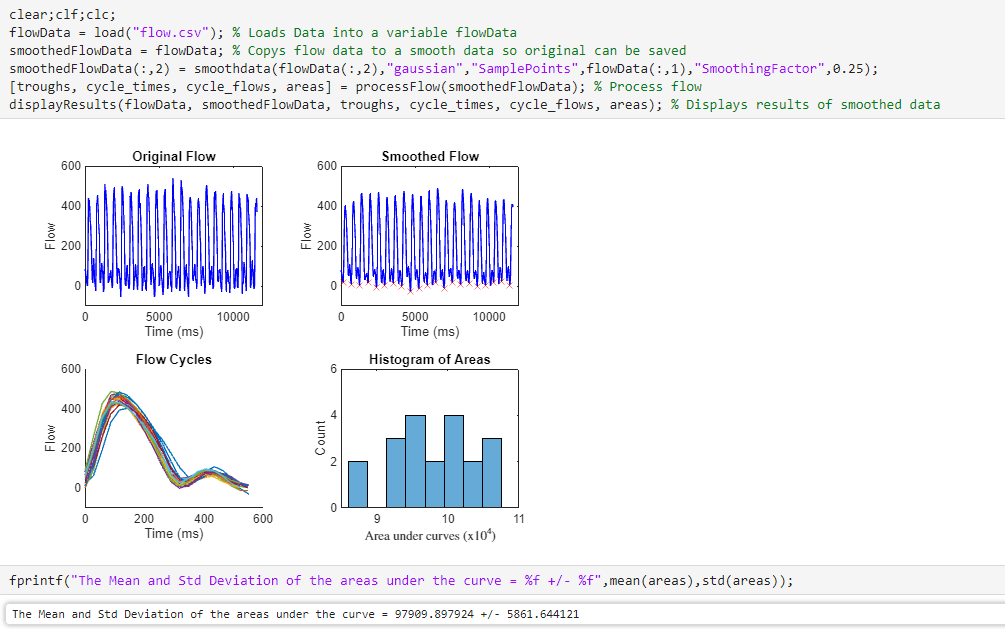 clear;clf;clc;
flowData = load("flow.csv"); % Loads Data into a variable flowData
smoothedFlowData = flowData; % Copys flow data to a smooth data so original can be saved
smoothedFlowData(:,2) = smoothdata(flowData(:,2),"gaussian","SamplePoints",flowData(:,1),"SmoothingFactor",0.25);
[troughs, cycle_times, cycle_flows, areas] = processFlow(smoothedFlowData); % Process flow
displayResults(flowData, smoothedFlowData, troughs, cycle_times, cycle_flows, areas); % Displays results of smoothed data
Original Flow
600
400
200
0
Flow
0 5000 10000
Time (ms)
Smoothed Flow
600
400
200
0
Flow
0 5000 10000
Time (ms)
Flow Cycles
600
400
200
0
Flow
0 200 400 600
Time (ms)
Histogram of Areas
6
4
2
0
Count
9 10 11
Area under curves (x10⁴)
fprintf("The Mean and Std Deviation of the areas under the curve = %f +/- %f",mean(areas),std(areas));
The Mean and Std Deviation of the areas under the curve = 97909.897924 +/- 5861.644121